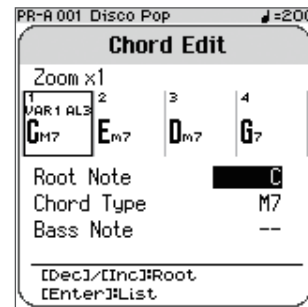 PR-A 001 Disco Pop ♩=200
Chord Edit
Zoom x1
1 2 3 4
VAR1 AL3
CM7 Em7 Dm7 G7
Root Note C
Chord Type M7
Bass Note --
[Dec]/[Inc]:Root
[Enter]:List